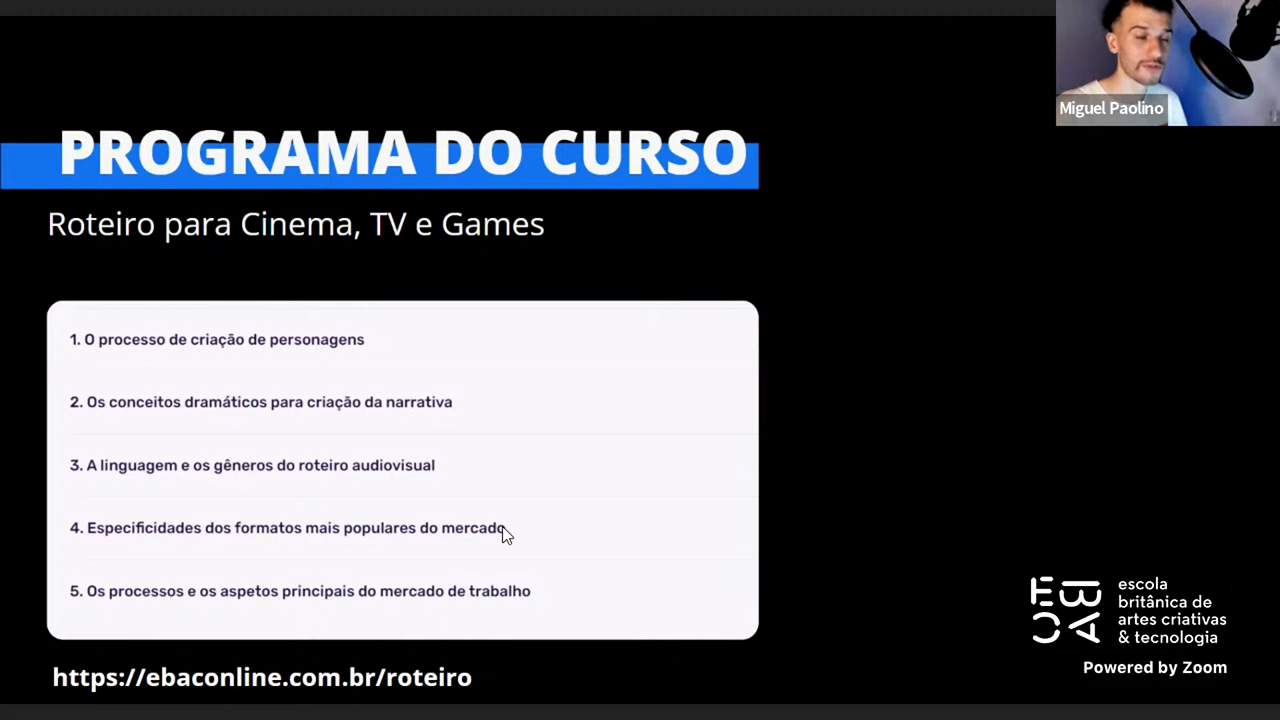 Miguel Paolino
PROGRAMA DO CURSO
Roteiro para Cinema, TV e Games
1. O processo de criação de personagens
2. Os conceitos dramáticos para criação da narrativa
3. A linguagem e os gêneros do roteiro audiovisual
4. Especificidades dos formatos mais populares do mercado
5. Os processos e os aspetos principais do mercado de trabalho
https://ebaconline.com.br/roteiro
EBAC
escola
britânica de
artes criativas
& tecnologia
Powered by Zoom